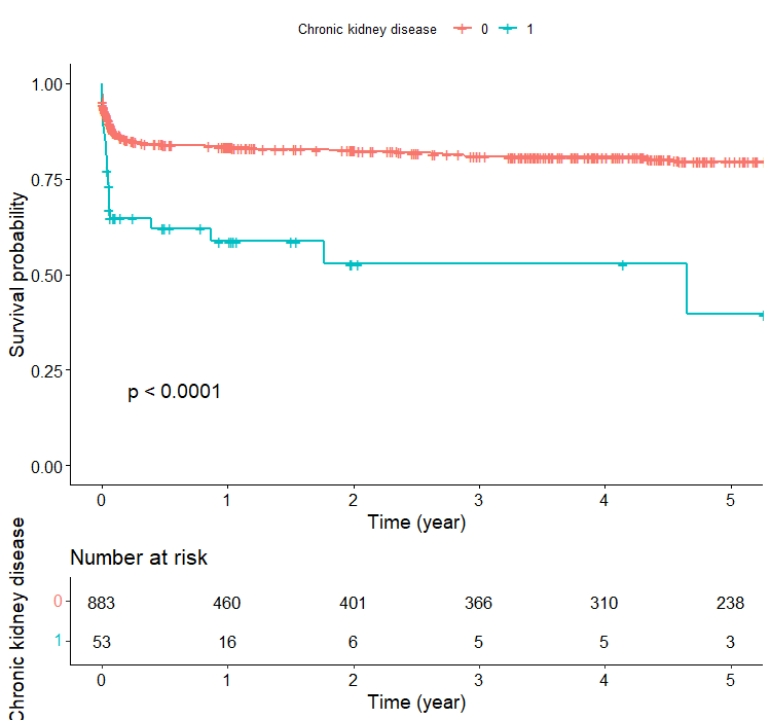 Chronic kidney disease 0 1
1.00
0.75
0.50
0.25
0.00
Survival probability
p < 0.0001
0 1 2 3 4 5
Time (year)
Number at risk
Chronic kidney disease
0 883 460 401 366 310 238
1 53 16 6 5 5 3
0 1 2 3 4 5
Time (year)